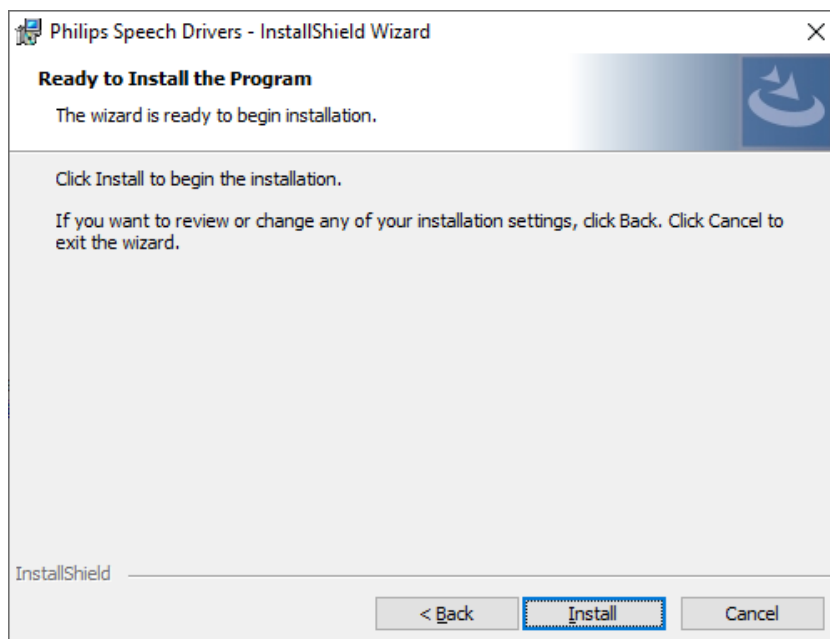 Philips Speech Drivers - InstallShield Wizard
Ready to Install the Program
The wizard is ready to begin installation.
Click Install to begin the installation.
If you want to review or change any of your installation settings, click Back. Click Cancel to
exit the wizard.
InstallShield
< Back
Install
Cancel